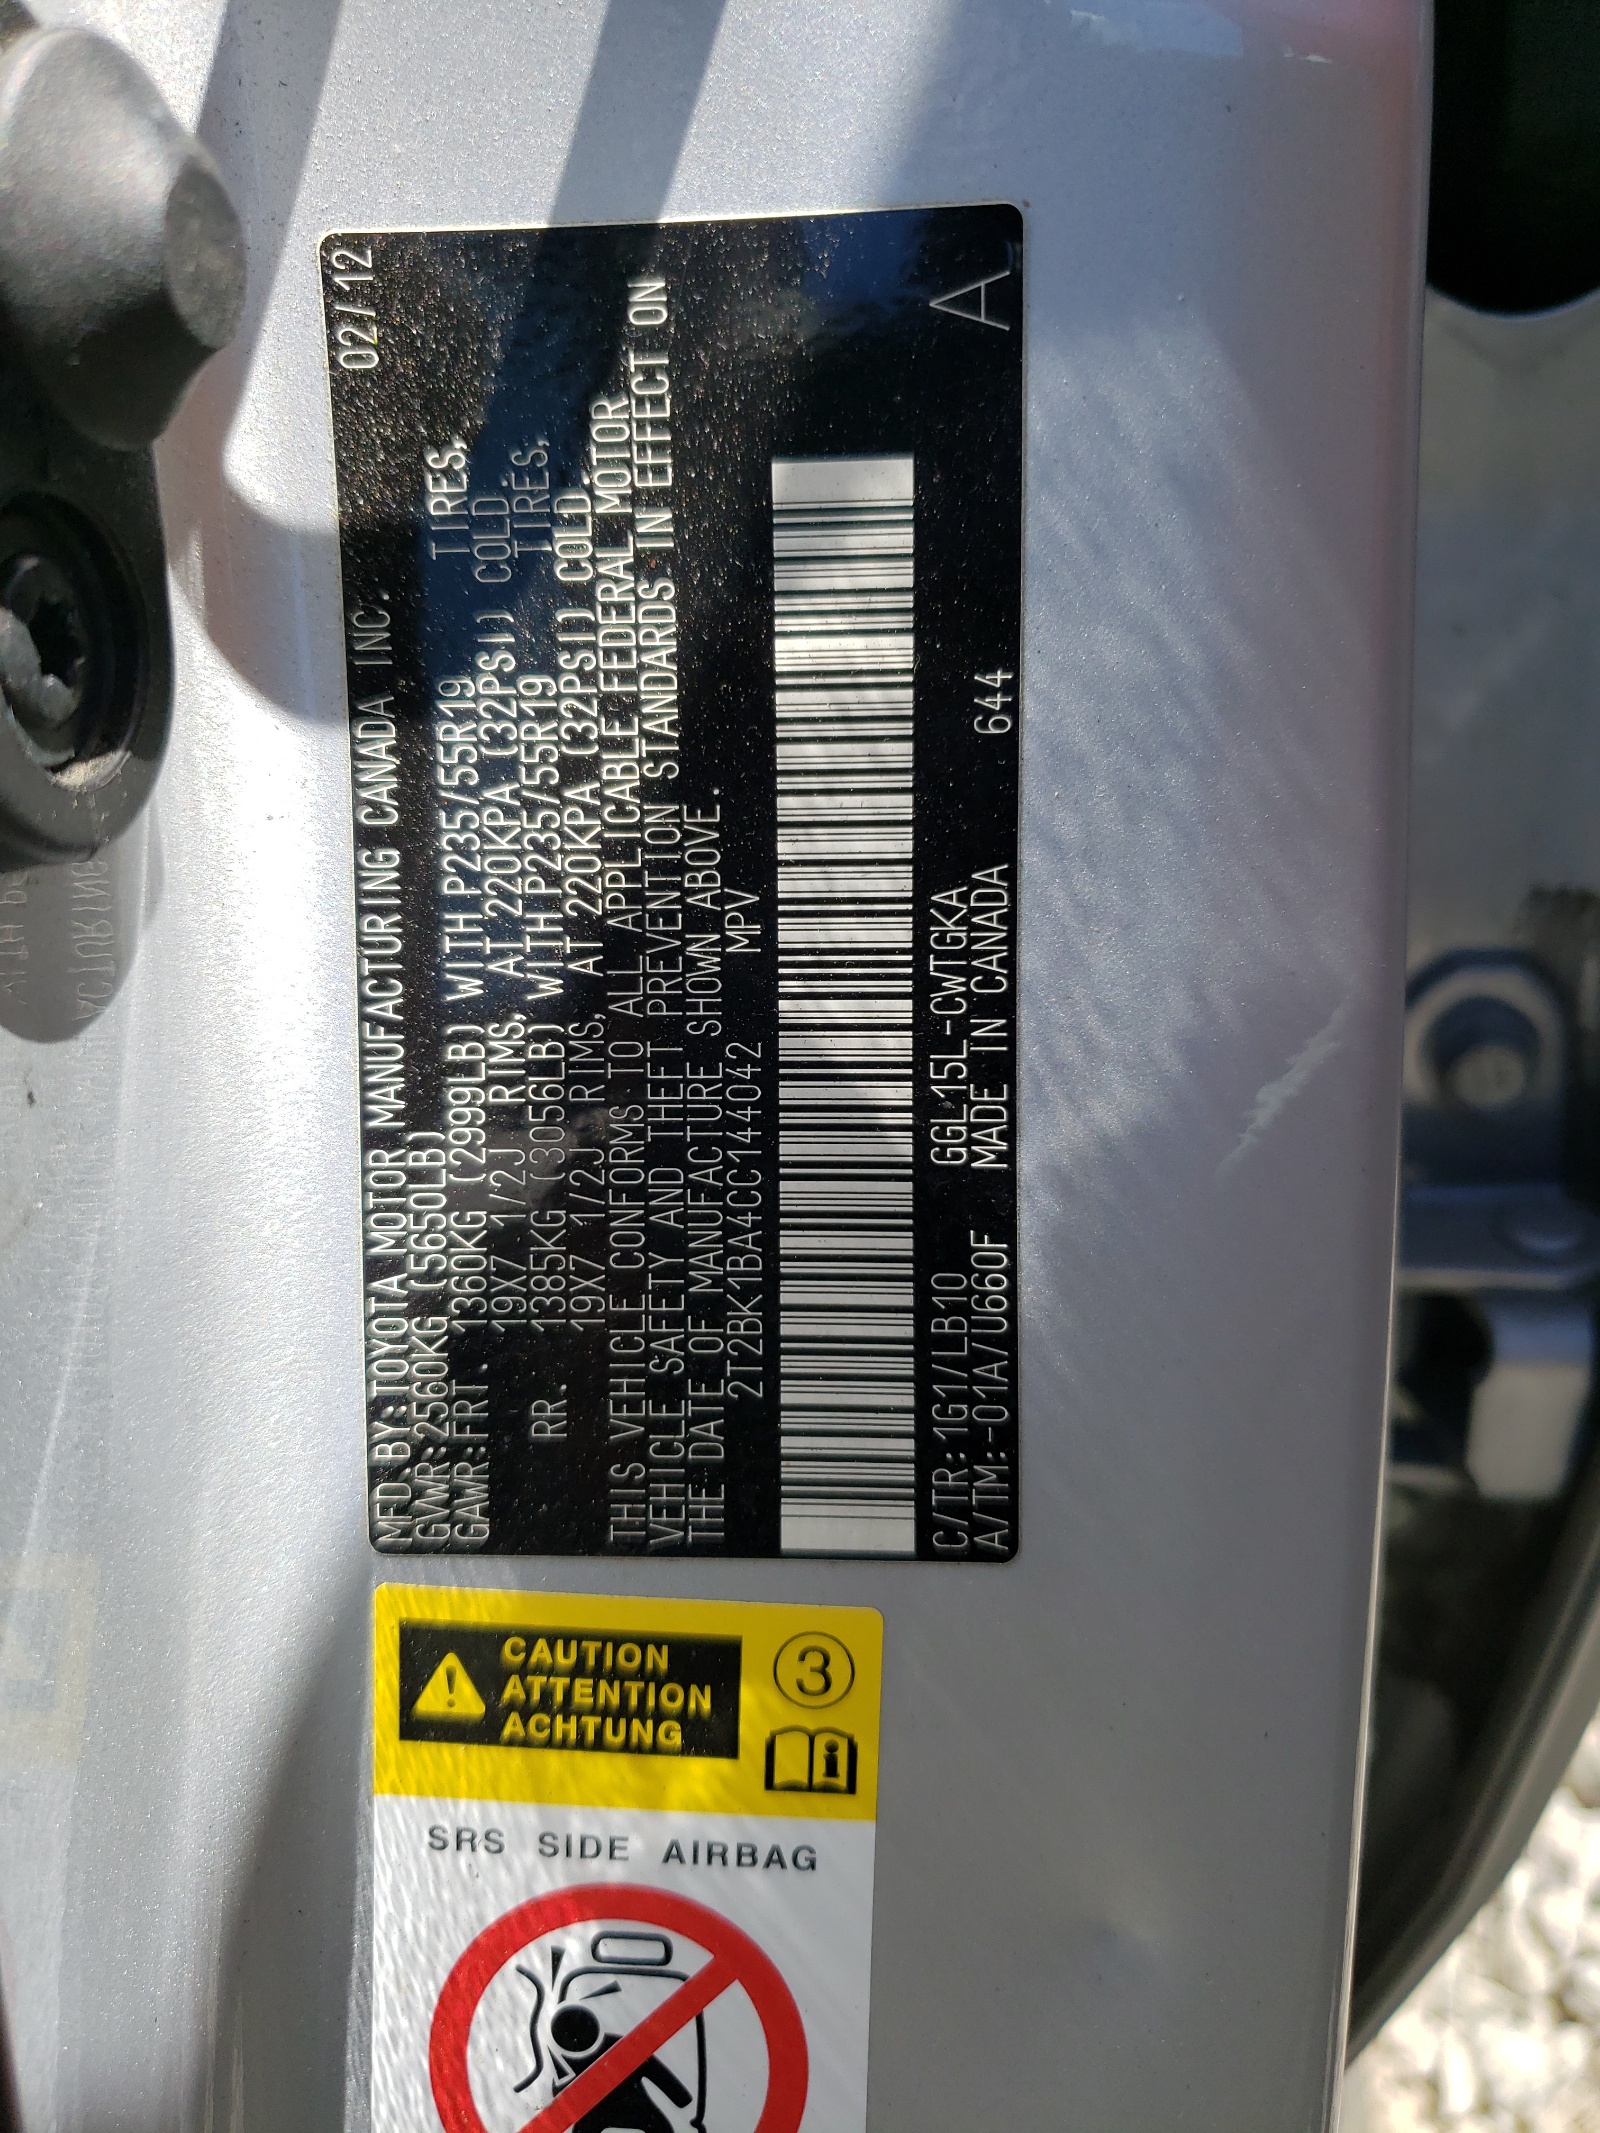 MFD.BY:TOYOTA MOTOR MANUFACTURING CANADA INC. 02/12
GVWR:2560KG (5650LB)
GAWR:FRT. 1360KG (2999LB) WITH P235/55R19 TIRES,
19X7 1/2J RIMS, AT 220KPA (32PSI) COLD
RR. 1385KG (3056LB) WITH P235/55R19 TIRES,
19X7 1/2J RIMS, AT 220KPA (32PSI) COLD.
THIS VEHICLE CONFORMS TO ALL APPLICABLE FEDERAL MOTOR
VEHICLE SAFETY AND THEFT PREVENTION STANDARDS IN EFFECT ON
THE DATE OF MANUFACTURE SHOWN ABOVE.
2T2BK1BA4CC144042 MPV
C/TR:1G1/LB10 GGL15L-CWTGKA
A/TM:-01A/U660F MADE IN CANADA 644 A
CAUTION
ATTENTION
ACHTUNG
3
SRS SIDE AIRBAG